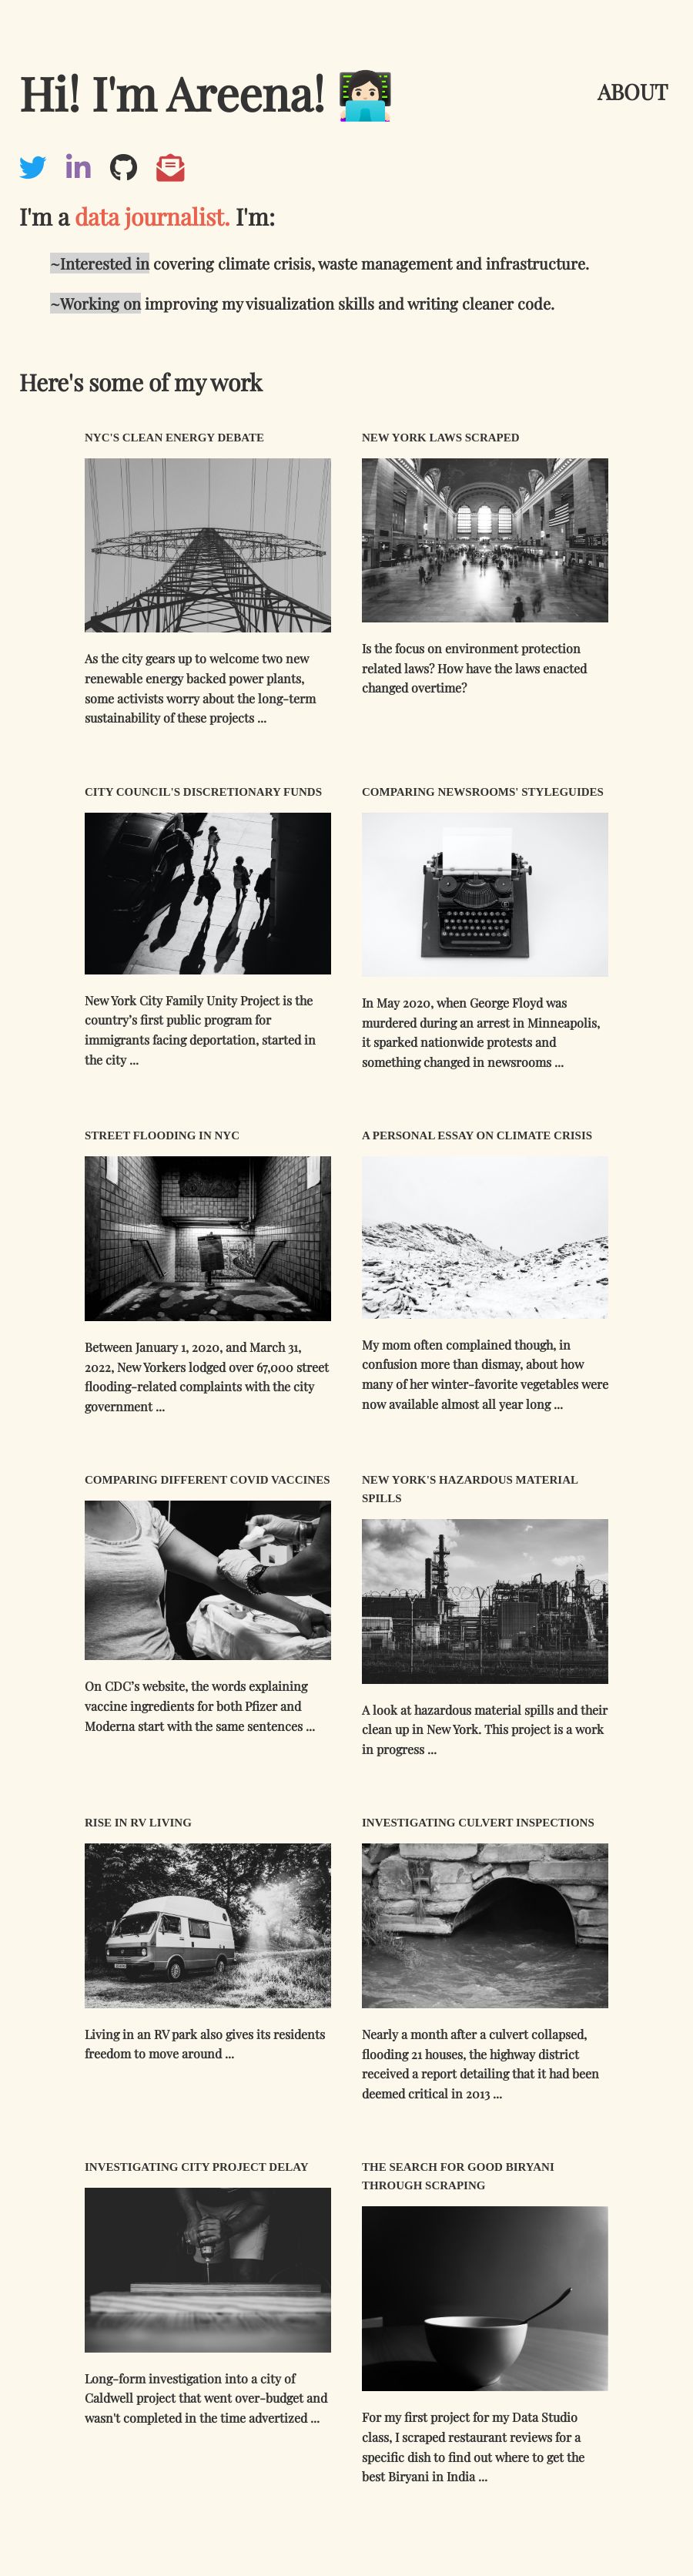 Hi! I'm Areena! 👩🏻‍💻
ABOUT
I'm a data journalist. I'm:
~Interested in covering climate crisis, waste management and infrastructure.
~Working on improving my visualization skills and writing cleaner code.
Here's some of my work
NYC'S CLEAN ENERGY DEBATE
As the city gears up to welcome two new
renewable energy backed power plants,
some activists worry about the long-term
sustainability of these projects ...
NEW YORK LAWS SCRAPED
Is the focus on environment protection
related laws? How have the laws enacted
changed overtime?
CITY COUNCIL'S DISCRETIONARY FUNDS
New York City Family Unity Project is the
country's first public program for
immigrants facing deportation, started in
the city ...
COMPARING NEWSROOMS' STYLEGUIDES
In May 2020, when George Floyd was
murdered during an arrest in Minneapolis,
it sparked nationwide protests and
something changed in newsrooms ...
STREET FLOODING IN NYC
Between January 1, 2020, and March 31,
2022, New Yorkers lodged over 67,000 street
flooding-related complaints with the city
government ...
A PERSONAL ESSAY ON CLIMATE CRISIS
My mom often complained though, in
confusion more than dismay, about how
many of her winter-favorite vegetables were
now available almost all year long ...
COMPARING DIFFERENT COVID VACCINES
On CDC's website, the words explaining
vaccine ingredients for both Pfizer and
Moderna start with the same sentences ...
NEW YORK'S HAZARDOUS MATERIAL
SPILLS
A look at hazardous material spills and their
clean up in New York. This project is a work
in progress ...
RISE IN RV LIVING
Living in an RV park also gives its residents
freedom to move around ...
INVESTIGATING CULVERT INSPECTIONS
Nearly a month after a culvert collapsed,
flooding 21 houses, the highway district
received a report detailing that it had been
deemed critical in 2013 ...
INVESTIGATING CITY PROJECT DELAY
Long-form investigation into a city of
Caldwell project that went over-budget and
wasn't completed in the time advertized ...
THE SEARCH FOR GOOD BIRYANI
THROUGH SCRAPING
For my first project for my Data Studio
class, I scraped restaurant reviews for a
specific dish to find out where to get the
best Biryani in India ...